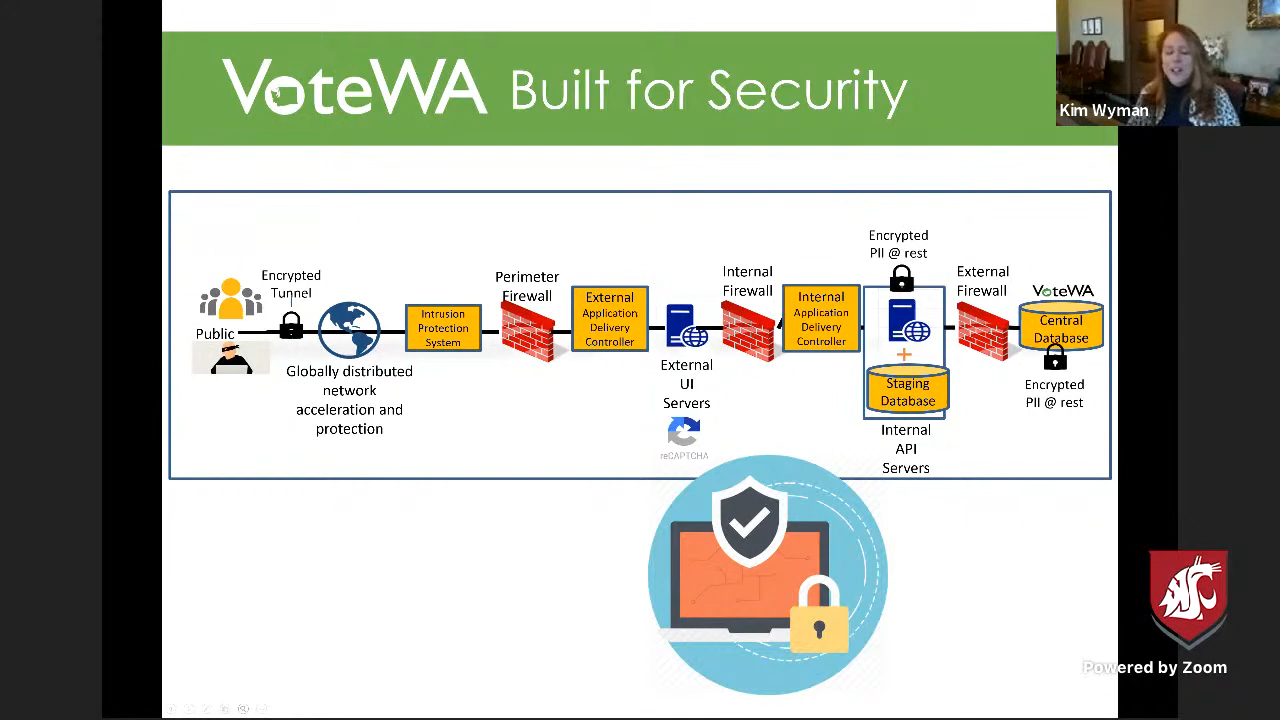 VoteWA Built for Security
Kim Wyman
Public
Encrypted
Tunnel
Globally distributed
network
acceleration and
protection
Intrusion
Protection
System
Perimeter
Firewall
External
Application
Delivery
Controller
External
UI
Servers
reCAPTCHA
Internal
Firewall
Internal
Application
Delivery
Controller
Encrypted
PII @ rest
+
Staging
Database
Internal
API
Servers
External
Firewall
VoteWA
Central
Database
Encrypted
PII @ rest
Powered by Zoom